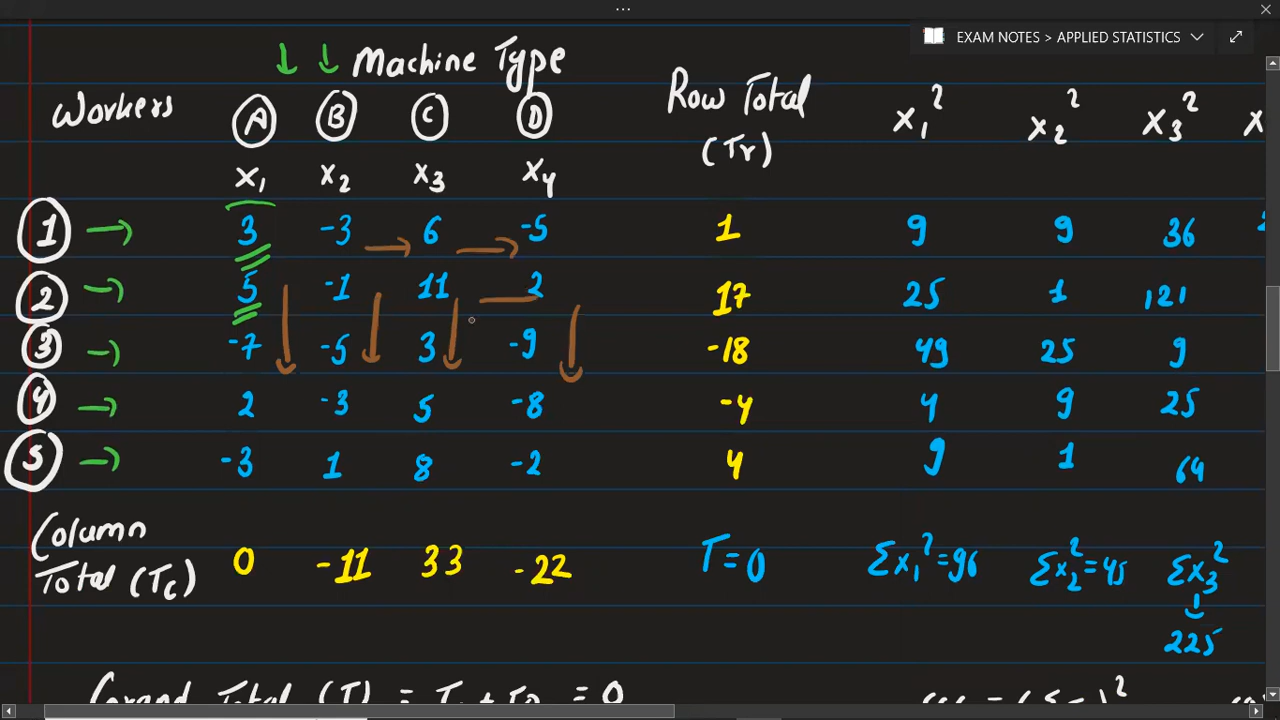 EXAM NOTES > APPLIED STATISTICS
↓ ↓ Machine Type
Workers A B C D Row Total (Tr) x₁² x₂² x₃²
x₁ x₂ x₃ x₄
1 → 3 -3 6 -5 1 9 9 36
2 → 5 -1 11 2 17 25 1 121
3 → -7 -5 3 -9 -18 49 25 9
4 → 2 -3 5 -8 -4 4 9 25
5 → -3 1 8 -2 4 9 1 64
Column Total (Tc) 0 -11 33 -22 T = 0 Σx₁² = 96 Σx₂² = 45 Σx₃²
↓
225
Grand Total (T) = = 0